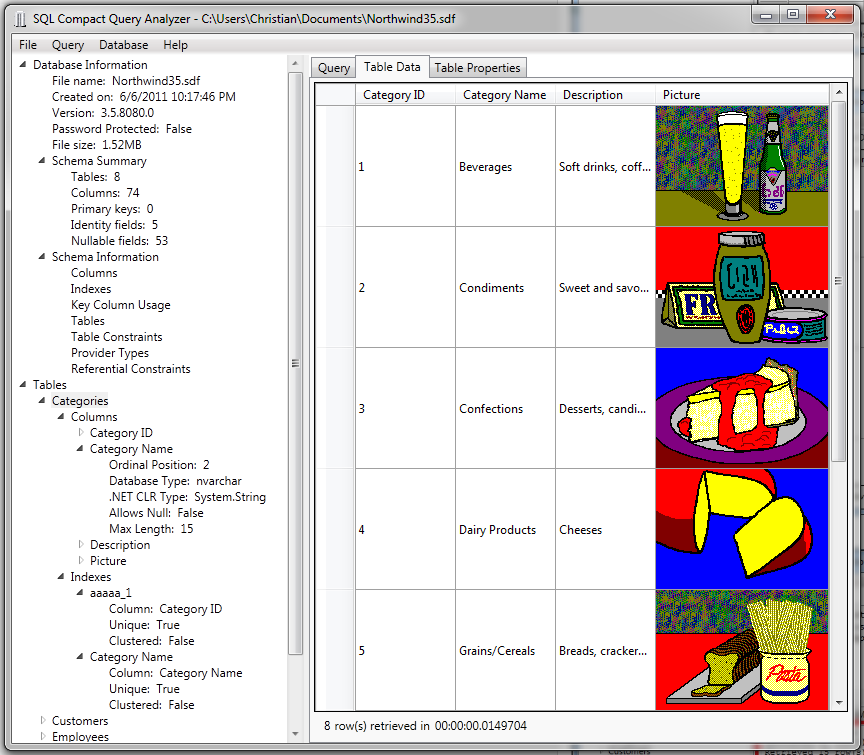 SQL Compact Query Analyzer - C:\Users\Christian\Documents\Northwind35.sdf
File Query Database Help
Database Information
File name: Northwind35.sdf
Created on: 6/6/2011 10:17:46 PM
Version: 3.5.8080.0
Password Protected: False
File size: 1.52MB
Schema Summary
Tables: 8
Columns: 74
Primary keys: 0
Identity fields: 5
Nullable fields: 53
Schema Information
Columns
Indexes
Key Column Usage
Tables
Table Constraints
Provider Types
Referential Constraints
Tables
Categories
Columns
Category ID
Category Name
Ordinal Position: 2
Database Type: nvarchar
.NET CLR Type: System.String
Allows Null: False
Max Length: 15
Description
Picture
Indexes
aaaaa_1
Column: Category ID
Unique: True
Clustered: False
Category Name
Column: Category Name
Unique: True
Clustered: False
Customers
Employees
Query Table Data Table Properties
Category ID Category Name Description Picture
1 Beverages Soft drinks, coff...
2 Condiments Sweet and savo...
FR
3 Confections Desserts, candi...
4 Dairy Products Cheeses
5 Grains/Cereals Breads, cracker...
Pasta
8 row(s) retrieved in 00:00:00.0149704